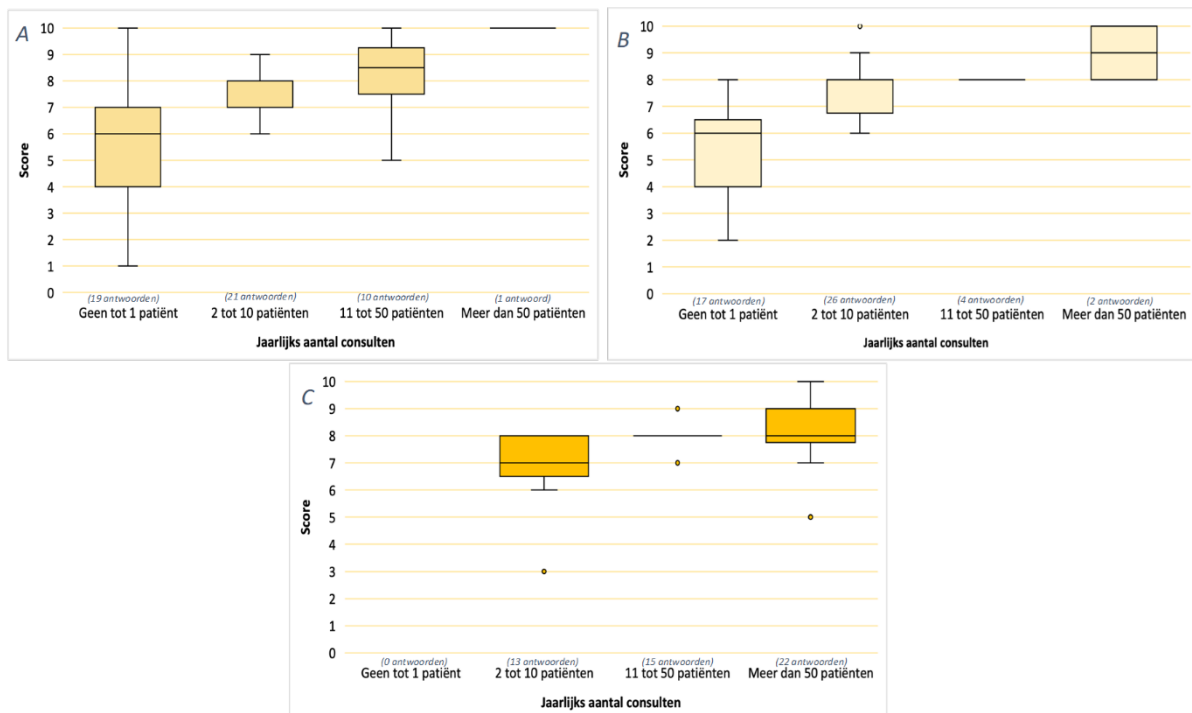 A
Score
10
9
8
7
6
5
4
3
2
1
0
(19 antwoorden)
(21 antwoorden)
(10 antwoorden)
(1 antwoord)
Geen tot 1 patiënt
2 tot 10 patiënten
11 tot 50 patiënten
Meer dan 50 patiënten
Jaarlijks aantal consulten
B
Score
10
9
8
7
6
5
4
3
2
1
0
(17 antwoorden)
(26 antwoorden)
(4 antwoorden)
(2 antwoorden)
Geen tot 1 patiënt
2 tot 10 patiënten
11 tot 50 patiënten
Meer dan 50 patiënten
Jaarlijks aantal consulten
C
Score
10
9
8
7
6
5
4
3
2
1
0
(0 antwoorden)
(13 antwoorden)
(15 antwoorden)
(22 antwoorden)
Geen tot 1 patiënt
2 tot 10 patiënten
11 tot 50 patiënten
Meer dan 50 patiënten
Jaarlijks aantal consulten